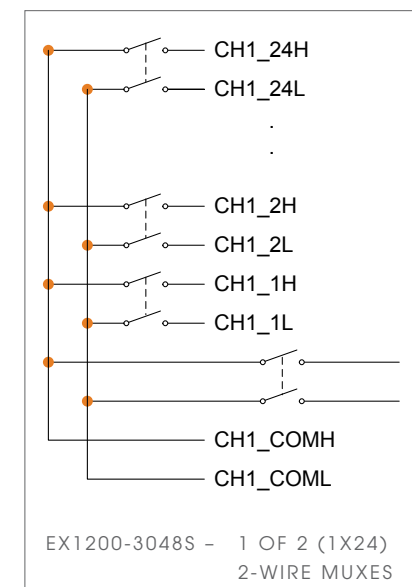 CH1_24H
CH1_24L
.
.
CH1_2H
CH1_2L
CH1_1H
CH1_1L
CH1_COMH
CH1_COML
EX1200-3048S – 1 OF 2 (1X24)
2-WIRE MUXES